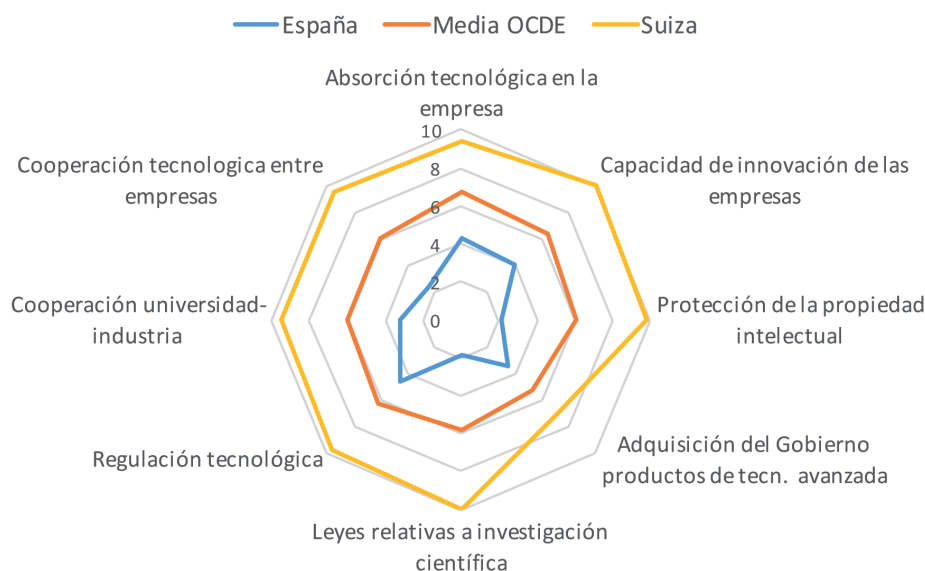 España
Media OCDE
Suiza
Absorción tecnológica en la
empresa
10
8
6
4
2
0
Capacidad de innovación de las
empresas
Protección de la propiedad
intelectual
Adquisición del Gobierno
productos de tecn. avanzada
Leyes relativas a investigación
científica
Regulación tecnológica
Cooperación universidad-
industria
Cooperación tecnologica entre
empresas